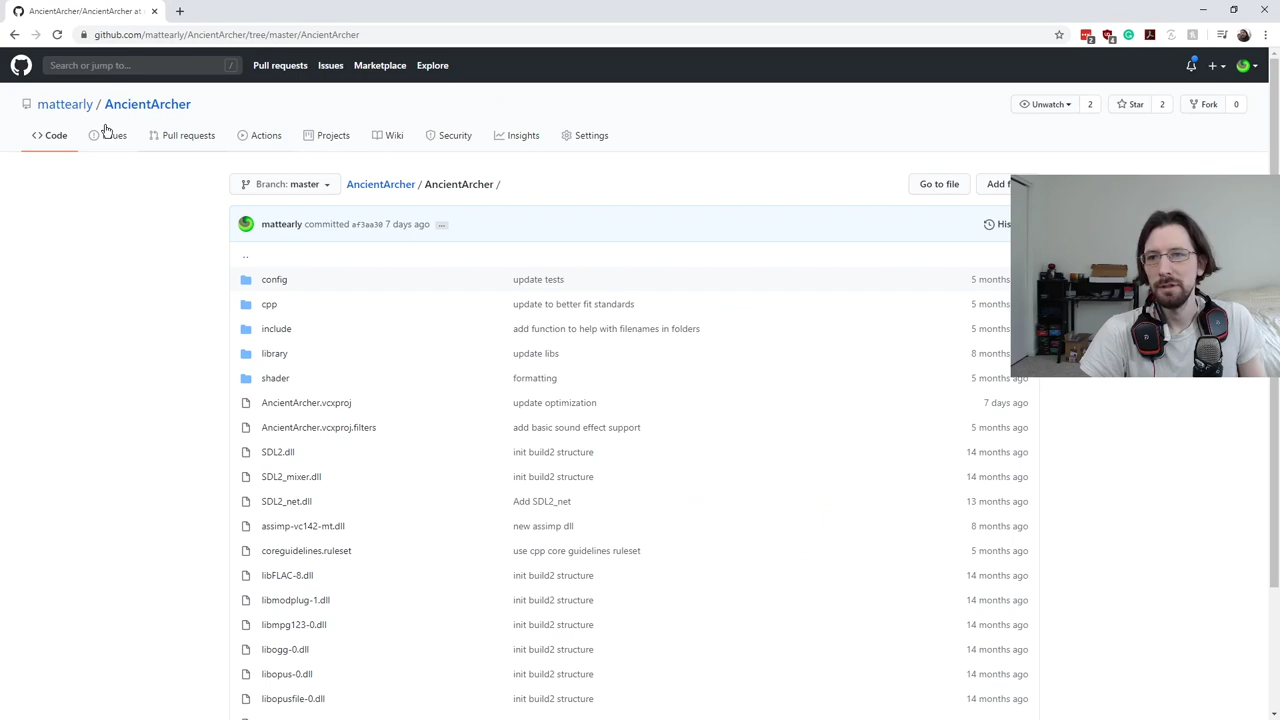 AncientArcher/AncientArcher at
github.com/mattearly/AncientArcher/tree/master/AncientArcher
2
4
Search or jump to...
/
Pull requests
Issues
Marketplace
Explore
mattearly / AncientArcher
Unwatch 2
Star 2
Fork 0
Code
Pull requests
Actions
Projects
Wiki
Security
Insights
Settings
Branch: master
AncientArcher / AncientArcher /
Go to file
Add
mattearly committed af3aa30 7 days ago
...
..
config update tests 5 months
cpp update to better fit standards 5 months
include add function to help with filenames in folders 5 months
library update libs 8 months
shader formatting 5 months ago
AncientArcher.vcxproj update optimization 7 days ago
AncientArcher.vcxproj.filters add basic sound effect support 5 months ago
SDL2.dll init build2 structure 14 months ago
SDL2_mixer.dll init build2 structure 14 months ago
SDL2_net.dll Add SDL2_net 13 months ago
assimp-vc142-mt.dll new assimp dll 8 months ago
coreguidelines.ruleset use cpp core guidelines ruleset 5 months ago
libFLAC-8.dll init build2 structure 14 months ago
libmodplug-1.dll init build2 structure 14 months ago
libmpg123-0.dll init build2 structure 14 months ago
libogg-0.dll init build2 structure 14 months ago
libopus-0.dll init build2 structure 14 months ago
libopusfile-0.dll init build2 structure 14 months ago